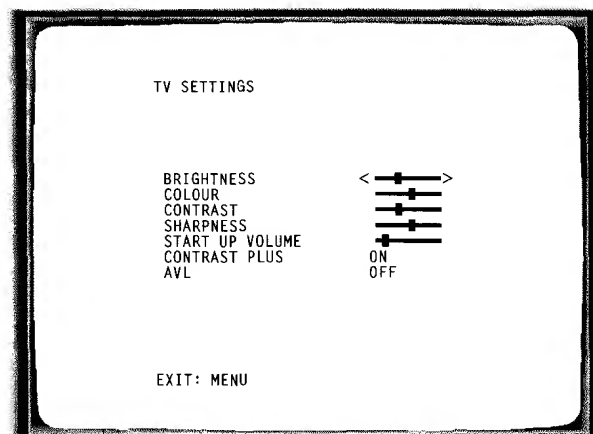 TV SETTINGS
BRIGHTNESS < >
COLOUR
CONTRAST
SHARPNESS
START UP VOLUME
CONTRAST PLUS ON
AVL OFF
EXIT: MENU